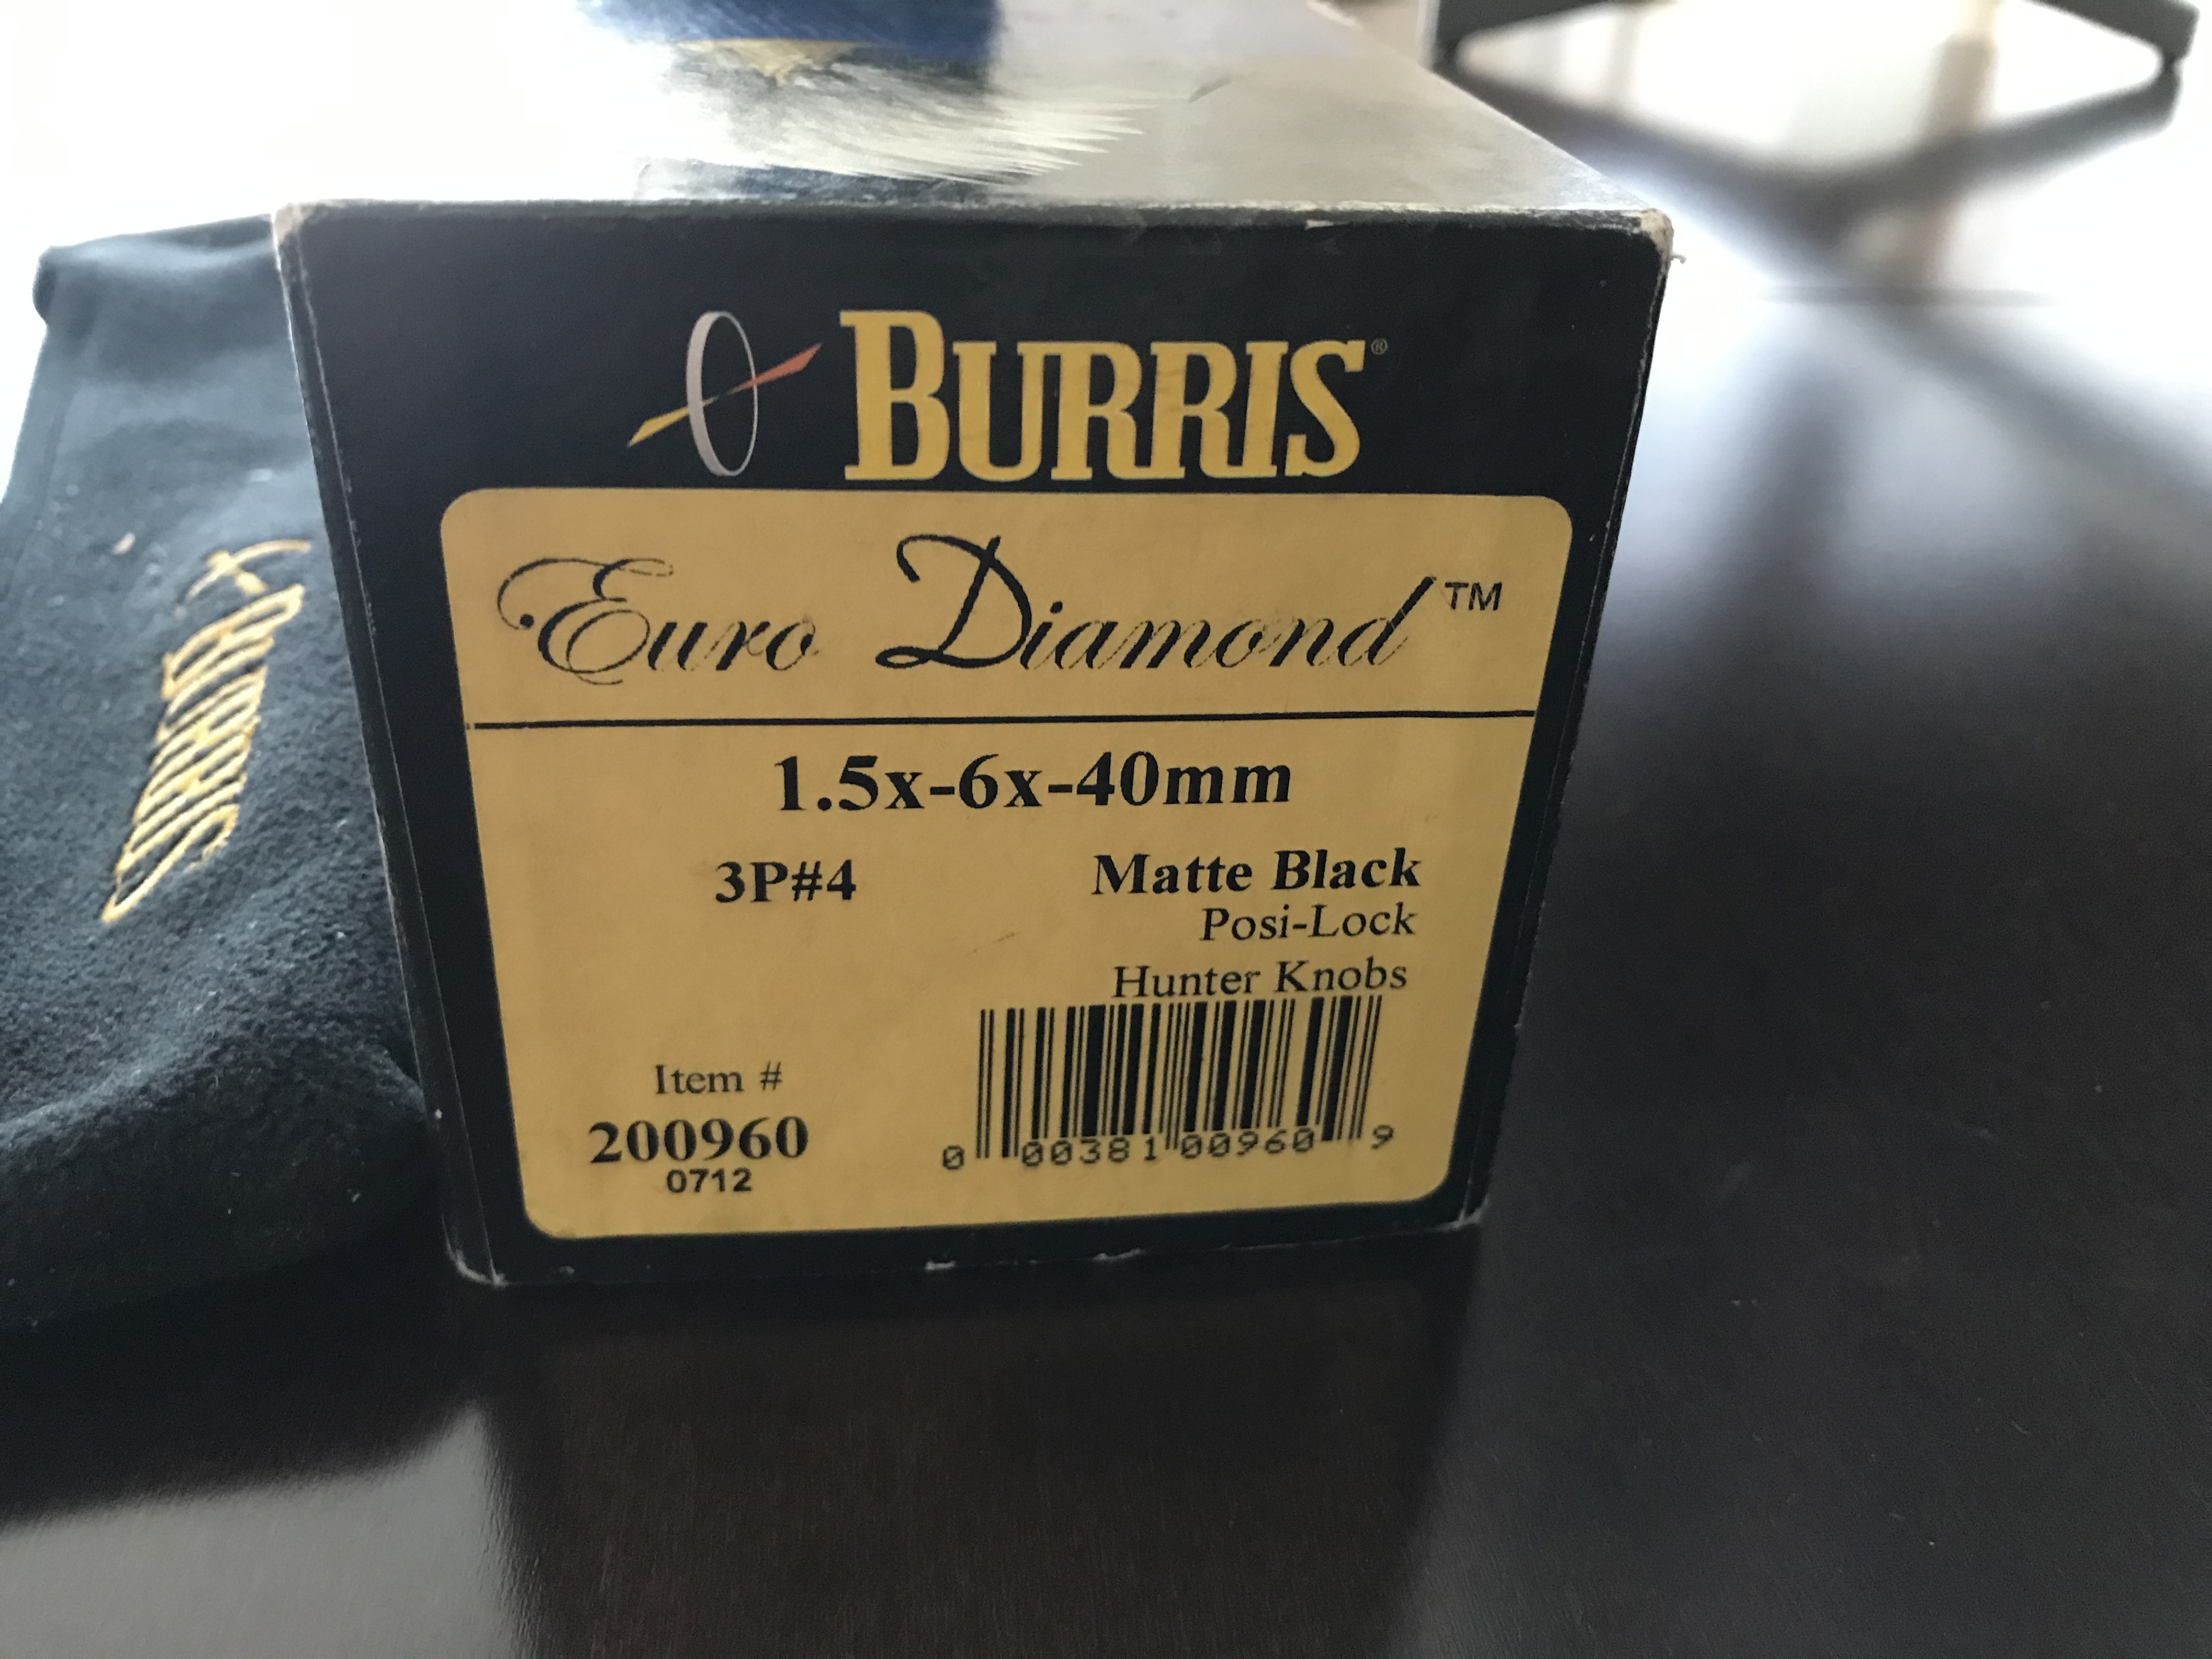 BURRIS®
Euro Diamond™
1.5x-6x-40mm
3P#4
Matte Black
Posi-Lock
Hunter Knobs
Item #
200960
0712
0 00381 00960 9
BURRIS